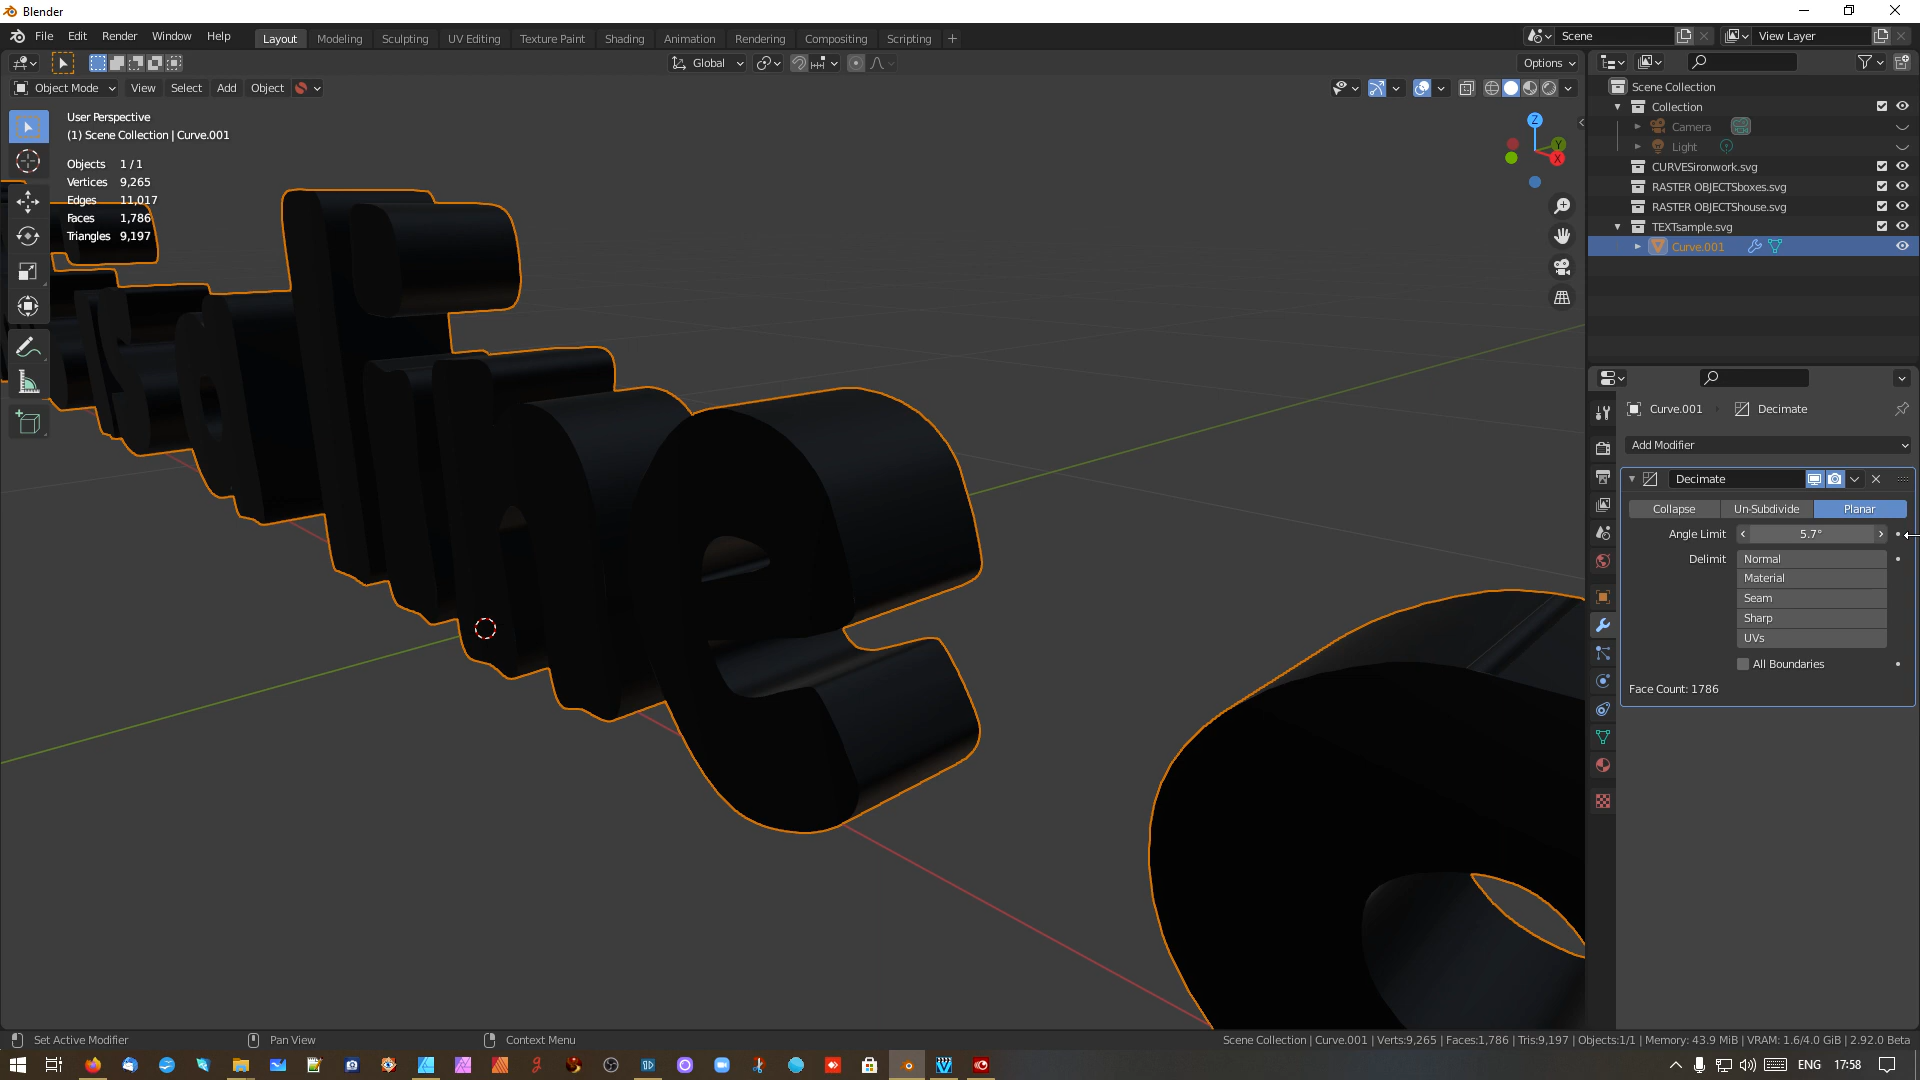 Blender
File Edit Render Window Help
Layout Modeling Sculpting UV Editing Texture Paint Shading Animation Rendering Compositing Scripting +
Scene
View Layer
Global
Options
Object Mode View Select Add Object
User Perspective
(1) Scene Collection | Curve.001
Objects 1 / 1
Vertices 9,265
Edges 11,017
Faces 1,786
Triangles 9,197
Z
Y
X
Scene Collection
Collection
Camera
Light
CURVESironwork.svg
RASTER OBJECTSboxes.svg
RASTER OBJECTShouse.svg
TEXTsample.svg
Curve.001
Curve.001 › Decimate
Add Modifier
Decimate
Collapse Un-Subdivide Planar
Angle Limit 5.7°
Delimit Normal
Material
Seam
Sharp
UVs
All Boundaries
Face Count: 1786
Set Active Modifier
Pan View
Context Menu
Scene Collection | Curve.001 | Verts:9,265 | Faces:1,786 | Tris:9,197 | Objects:1/1 | Memory: 43.9 MiB | VRAM: 1.6/4.0 GiB | 2.92.0 Beta
ENG 17:58